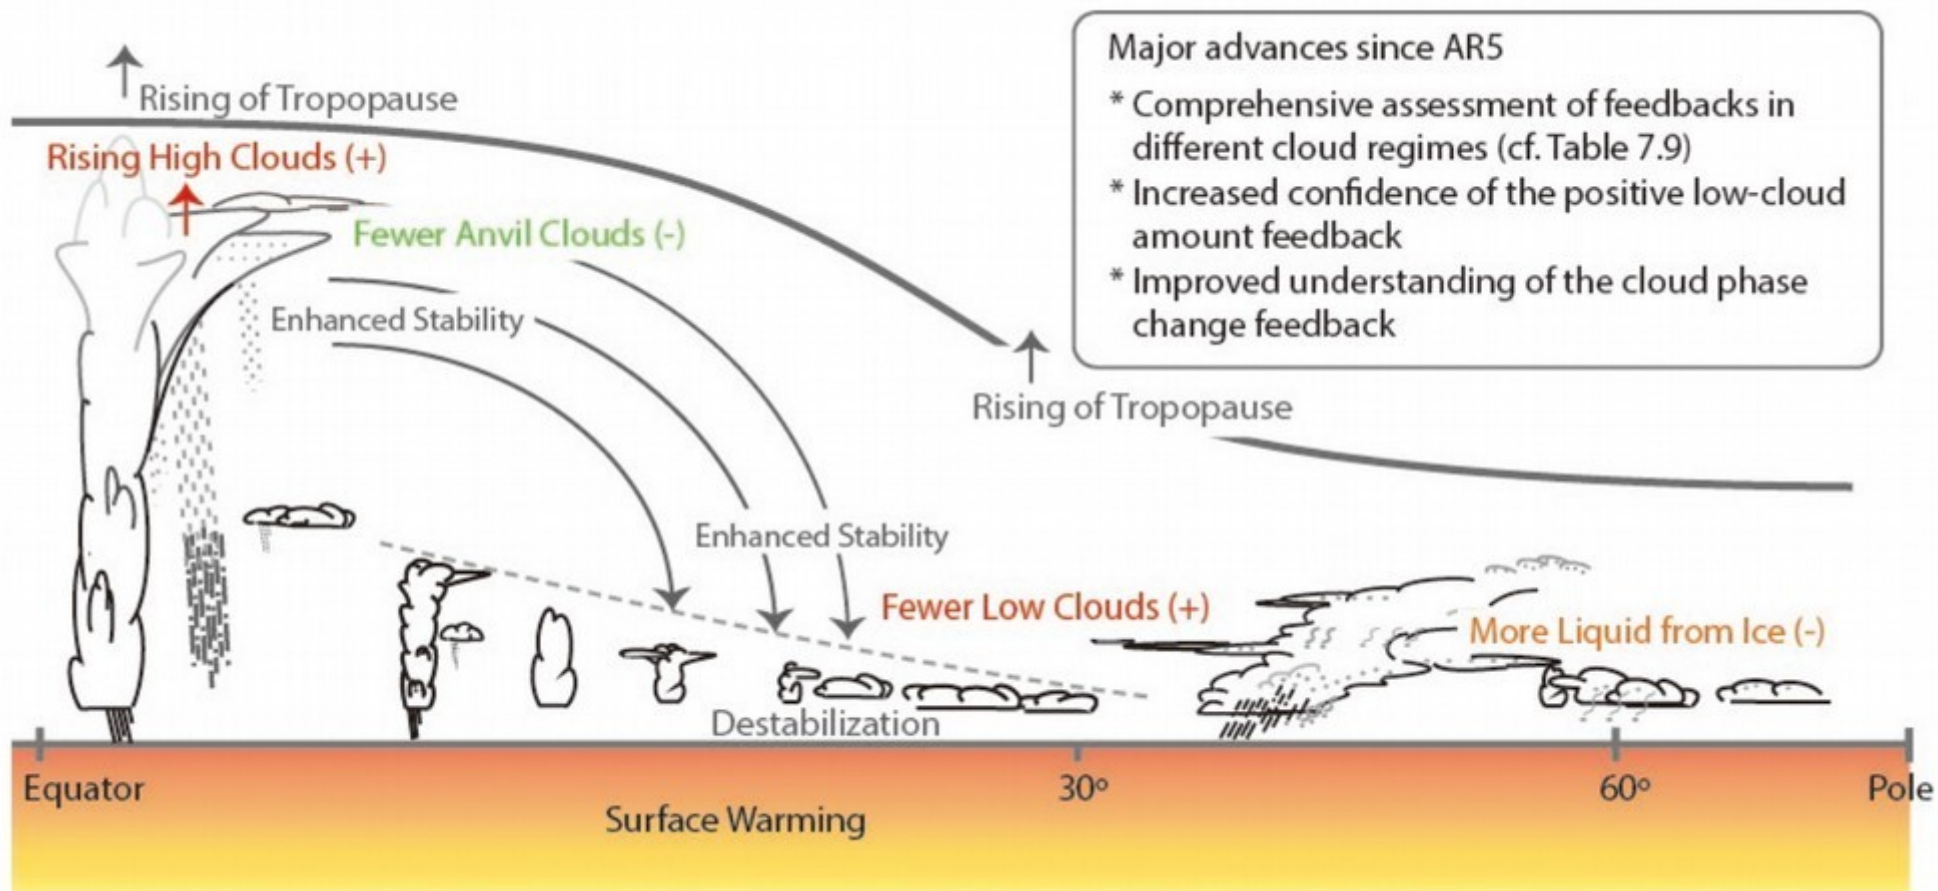 Rising of Tropopause
Rising High Clouds (+)
Fewer Anvil Clouds (-)
Enhanced Stability
Major advances since AR5
* Comprehensive assessment of feedbacks in
different cloud regimes (cf. Table 7.9)
* Increased confidence of the positive low-cloud
amount feedback
* Improved understanding of the cloud phase
change feedback
Rising of Tropopause
Enhanced Stability
Fewer Low Clouds (+)
More Liquid from Ice (-)
Destabilization
Equator
30°
60°
Pole
Surface Warming